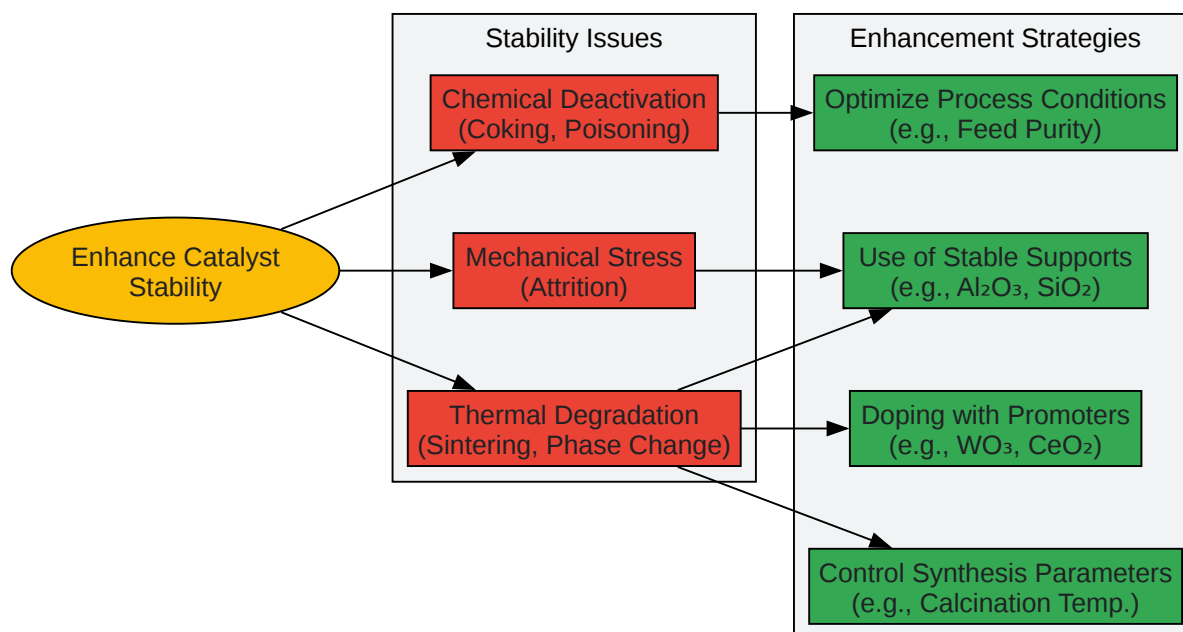 Stability Issues
Enhancement Strategies
Chemical Deactivation
(Coking, Poisoning)
Optimize Process Conditions
(e.g., Feed Purity)
Enhance Catalyst
Stability
Mechanical Stress
(Attrition)
Use of Stable Supports
(e.g., Al₂O₃, SiO₂)
Thermal Degradation
(Sintering, Phase Change)
Doping with Promoters
(e.g., WO₃, CeO₂)
Control Synthesis Parameters
(e.g., Calcination Temp.)